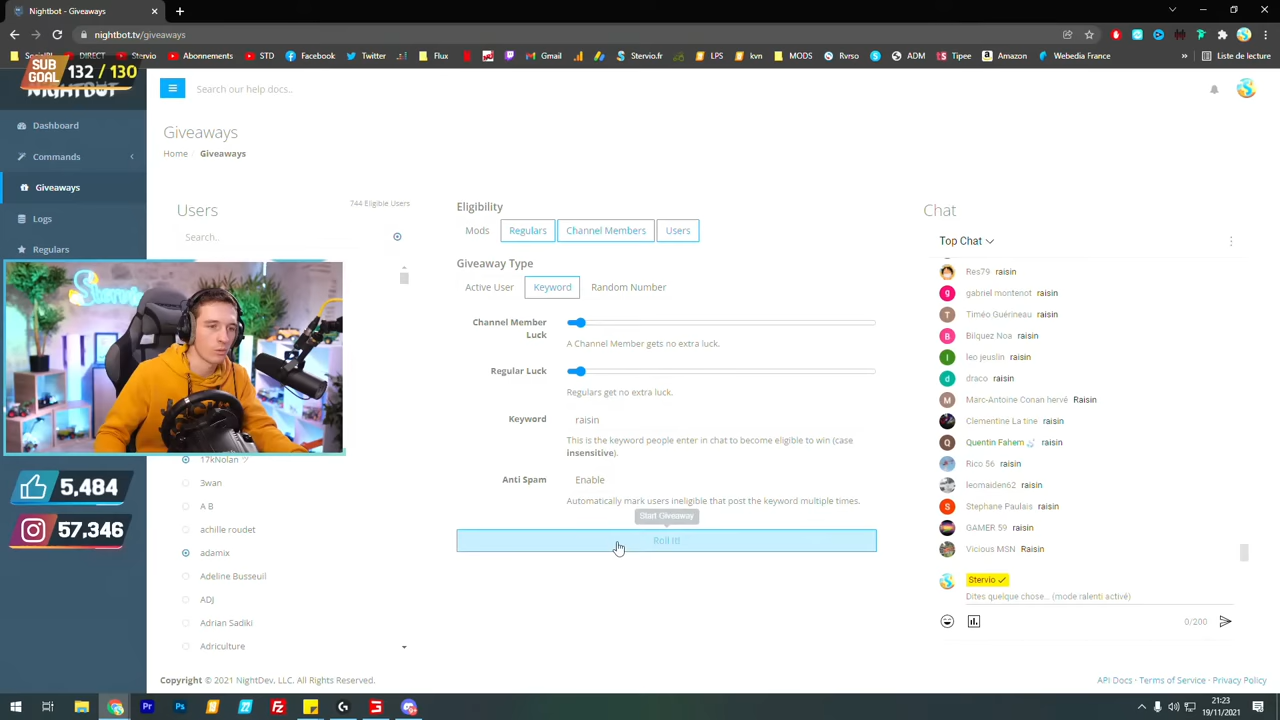 Nightbot - Giveaways
nightbot.tv/giveaways
Webedia
Abonnements
STD
Facebook
Twitter
Flux
Gmail
Stervio.fr
LPS
kvm
MODS
Rvrso
ADM
Tipee
Amazon
Webedia France
»
Liste de lecture
SUB GOAL 132 / 130
NIGHTBOT
Search our help docs..
Dashboard
Commands
Giveaways
Logs
Regulars
Giveaways
Home
Giveaways
Users
744 Eligible Users
Search..
17kNolan
3wan
A B
achille roudet
adamix
Adeline Busseuil
ADJ
Adrian Sadiki
Adriculture
Eligibility
Mods Regulars Channel Members Users
Giveaway Type
Active User Keyword Random Number
Channel Member Luck
A Channel Member gets no extra luck.
Regular Luck
Regulars get no extra luck.
Keyword raisin
This is the keyword people enter in chat to become eligible to win (case
insensitive).
Anti Spam Enable
Automatically mark users ineligible that post the keyword multiple times.
Start Giveaway
Roll It!
Chat
Top Chat
Res79 raisin
gabriel montenot raisin
Timéo Guérineau raisin
Bilquez Noa raisin
leo jeuslin raisin
draco raisin
Marc-Antoine Conan hervé Raisin
Clementine La tine raisin
Quentin Fahem raisin
Rico 56 raisin
leomaiden62 raisin
Stephane Paulais raisin
GAMER 59 raisin
Vicious MSN Raisin
Stervio
Dites quelque chose... (mode ralenti activé)
0/200
5,484
57,346
Copyright © 2021 NightDev, LLC. All Rights Reserved.
API Docs · Terms of Service · Privacy Policy
21:23
19/11/2021